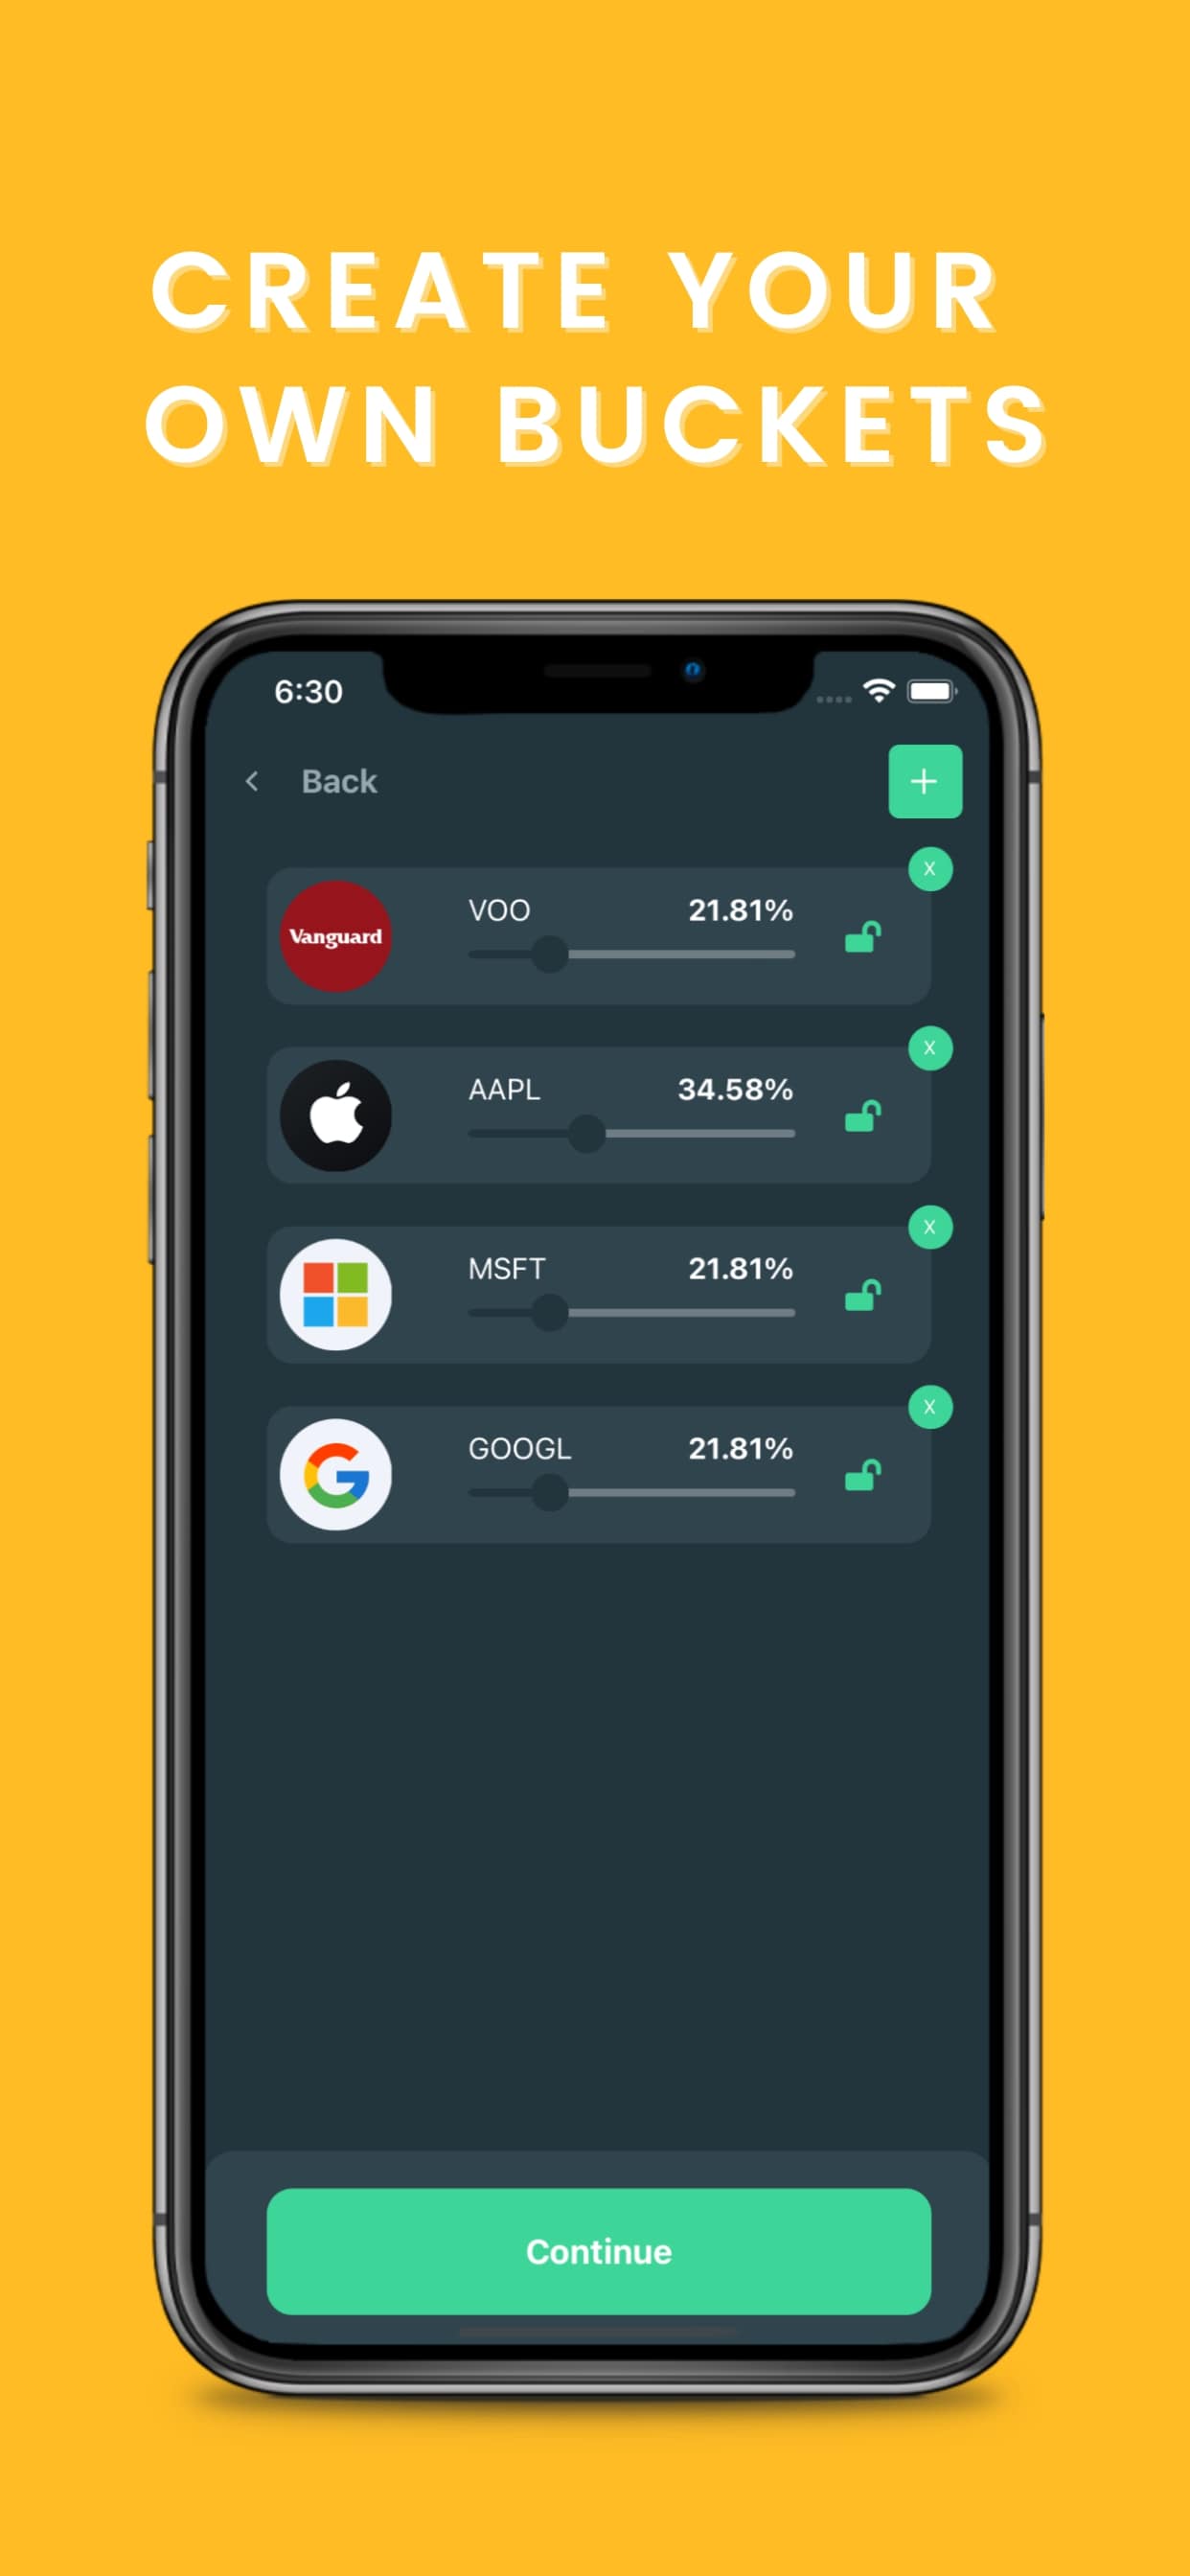 CREATE YOUR
OWN BUCKETS
6:30
Back
+
X
Vanguard
VOO 21.81%
X
AAPL 34.58%
X
MSFT 21.81%
X
GOOGL 21.81%
Continue